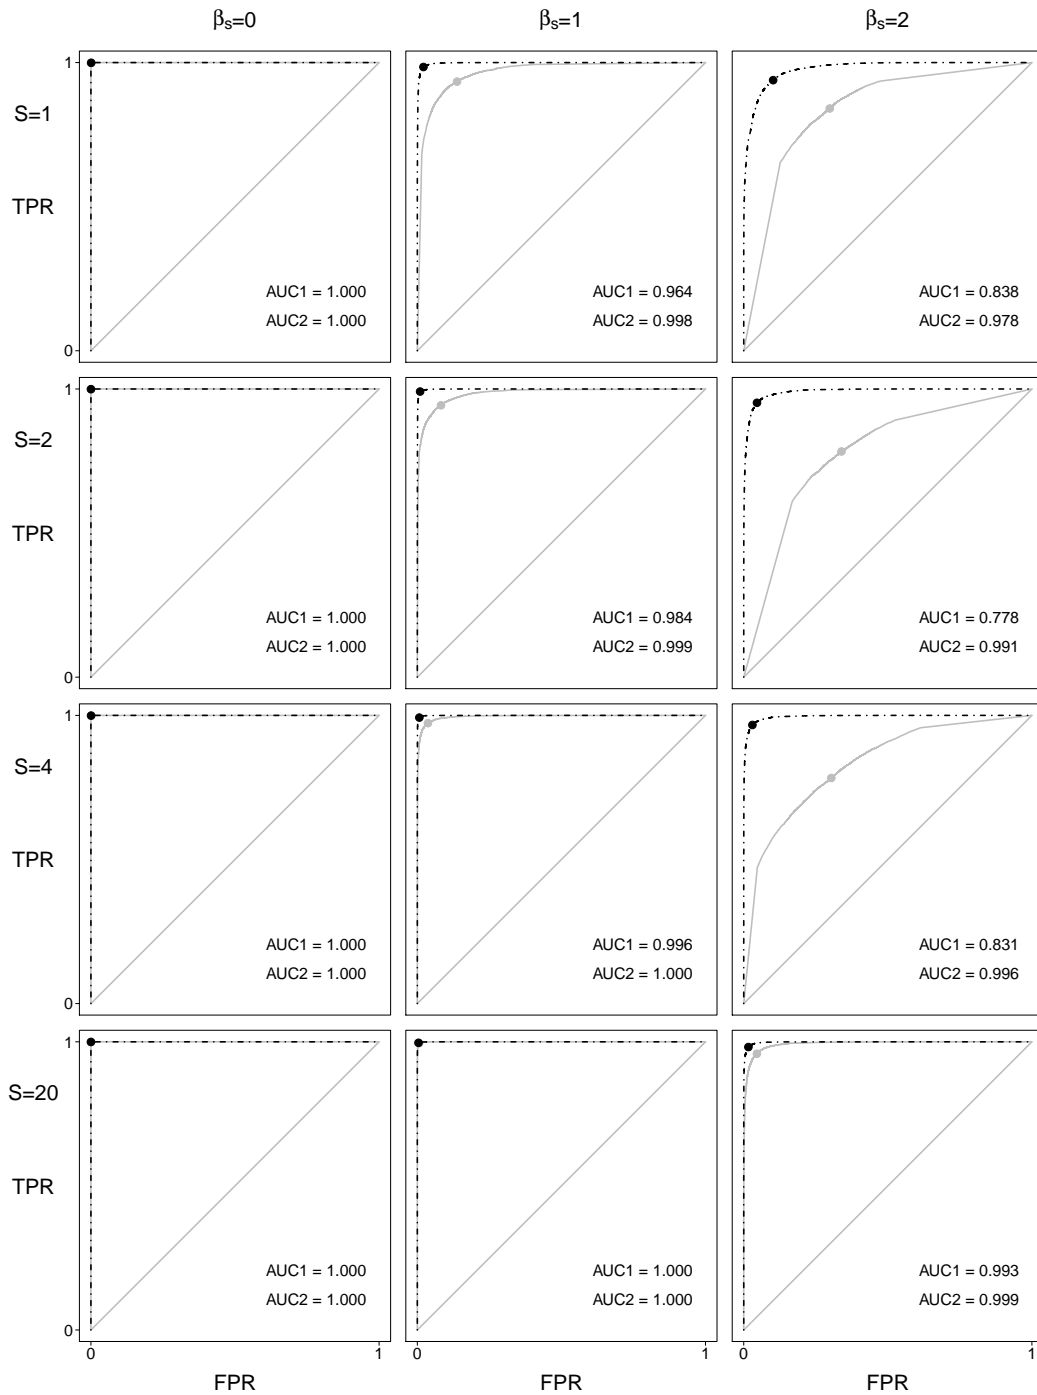 βs=0 βs=1 βs=2
1
S=1
TPR
AUC1 = 1.000 AUC1 = 0.964 AUC1 = 0.838
AUC2 = 1.000 AUC2 = 0.998 AUC2 = 0.978
0
1
S=2
TPR
AUC1 = 1.000 AUC1 = 0.984 AUC1 = 0.778
AUC2 = 1.000 AUC2 = 0.999 AUC2 = 0.991
0
1
S=4
TPR
AUC1 = 1.000 AUC1 = 0.996 AUC1 = 0.831
AUC2 = 1.000 AUC2 = 1.000 AUC2 = 0.996
0
1
S=20
TPR
AUC1 = 1.000 AUC1 = 1.000 AUC1 = 0.993
AUC2 = 1.000 AUC2 = 1.000 AUC2 = 0.999
0
0 1 0 1 0 1
FPR FPR FPR